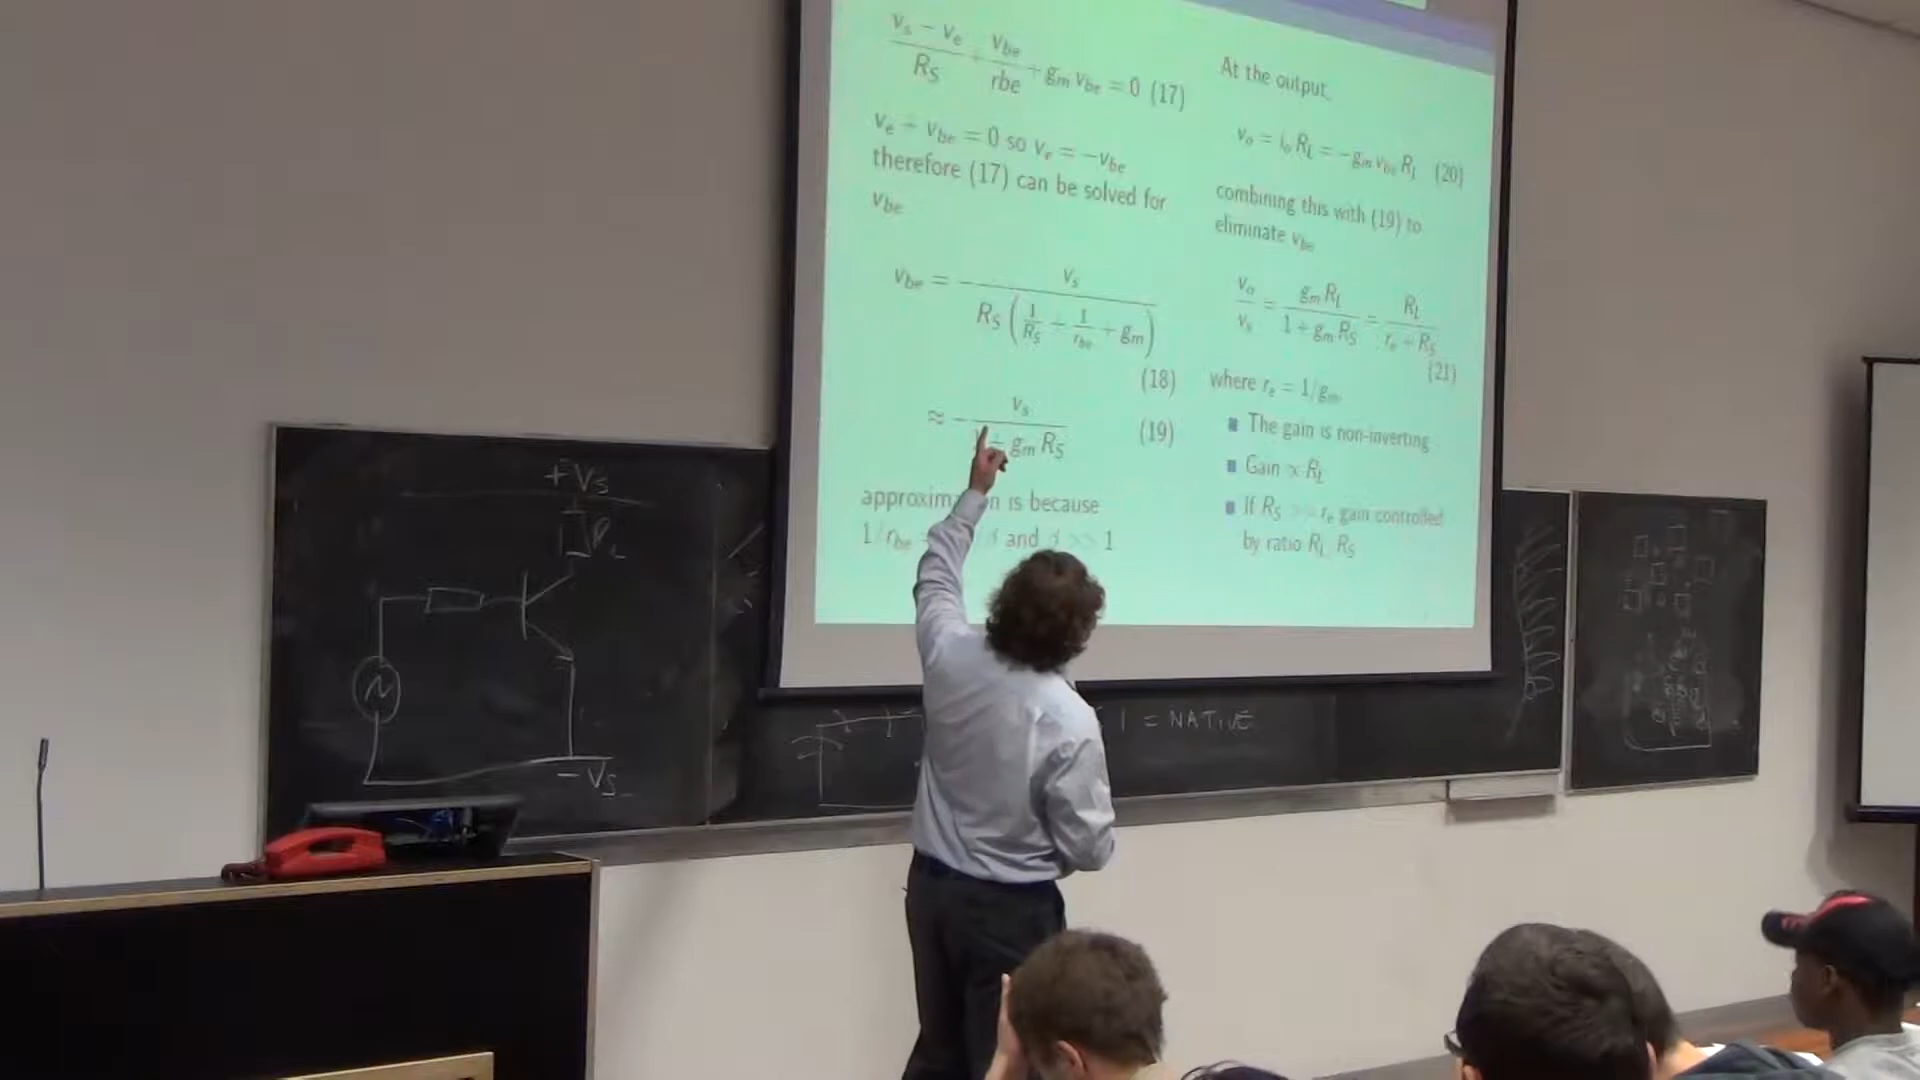 vs − ve / RS + vbe / rbe + gm vbe = 0 (17)
ve + vbe = 0 so ve = −vbe
therefore (17) can be solved for
vbe
vbe = − vs / RS (1/RS + 1/rbe + gm)
(18)
≈ − vs / 1 + gm RS (19)
approxima n is because
1/rbe = β and β >> 1
At the output,
vo = io RL = −gm vbe RL (20)
combining this with (19) to
eliminate vbe
vo / vs = gm RL / 1 + gm RS = RL / re + RS
(21)
where re = 1/gm
The gain is non-inverting
Gain ∝ RL
If RS >> re gain controlled
by ratio RL RS
+Vs
RL
−Vs
1 = NATIVE